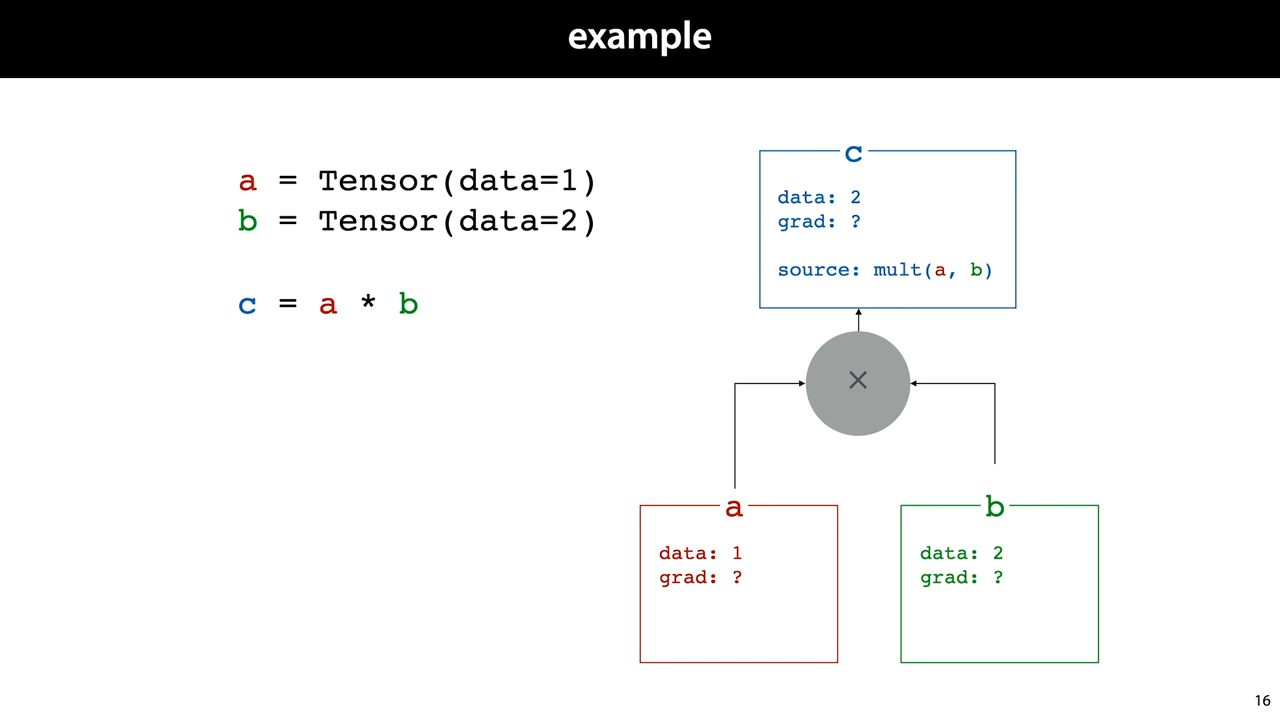 example
a = Tensor(data=1)
b = Tensor(data=2)
c = a * b
c
data: 2
grad: ?
source: mult(a, b)
×
a
data: 1
grad: ?
b
data: 2
grad: ?
16